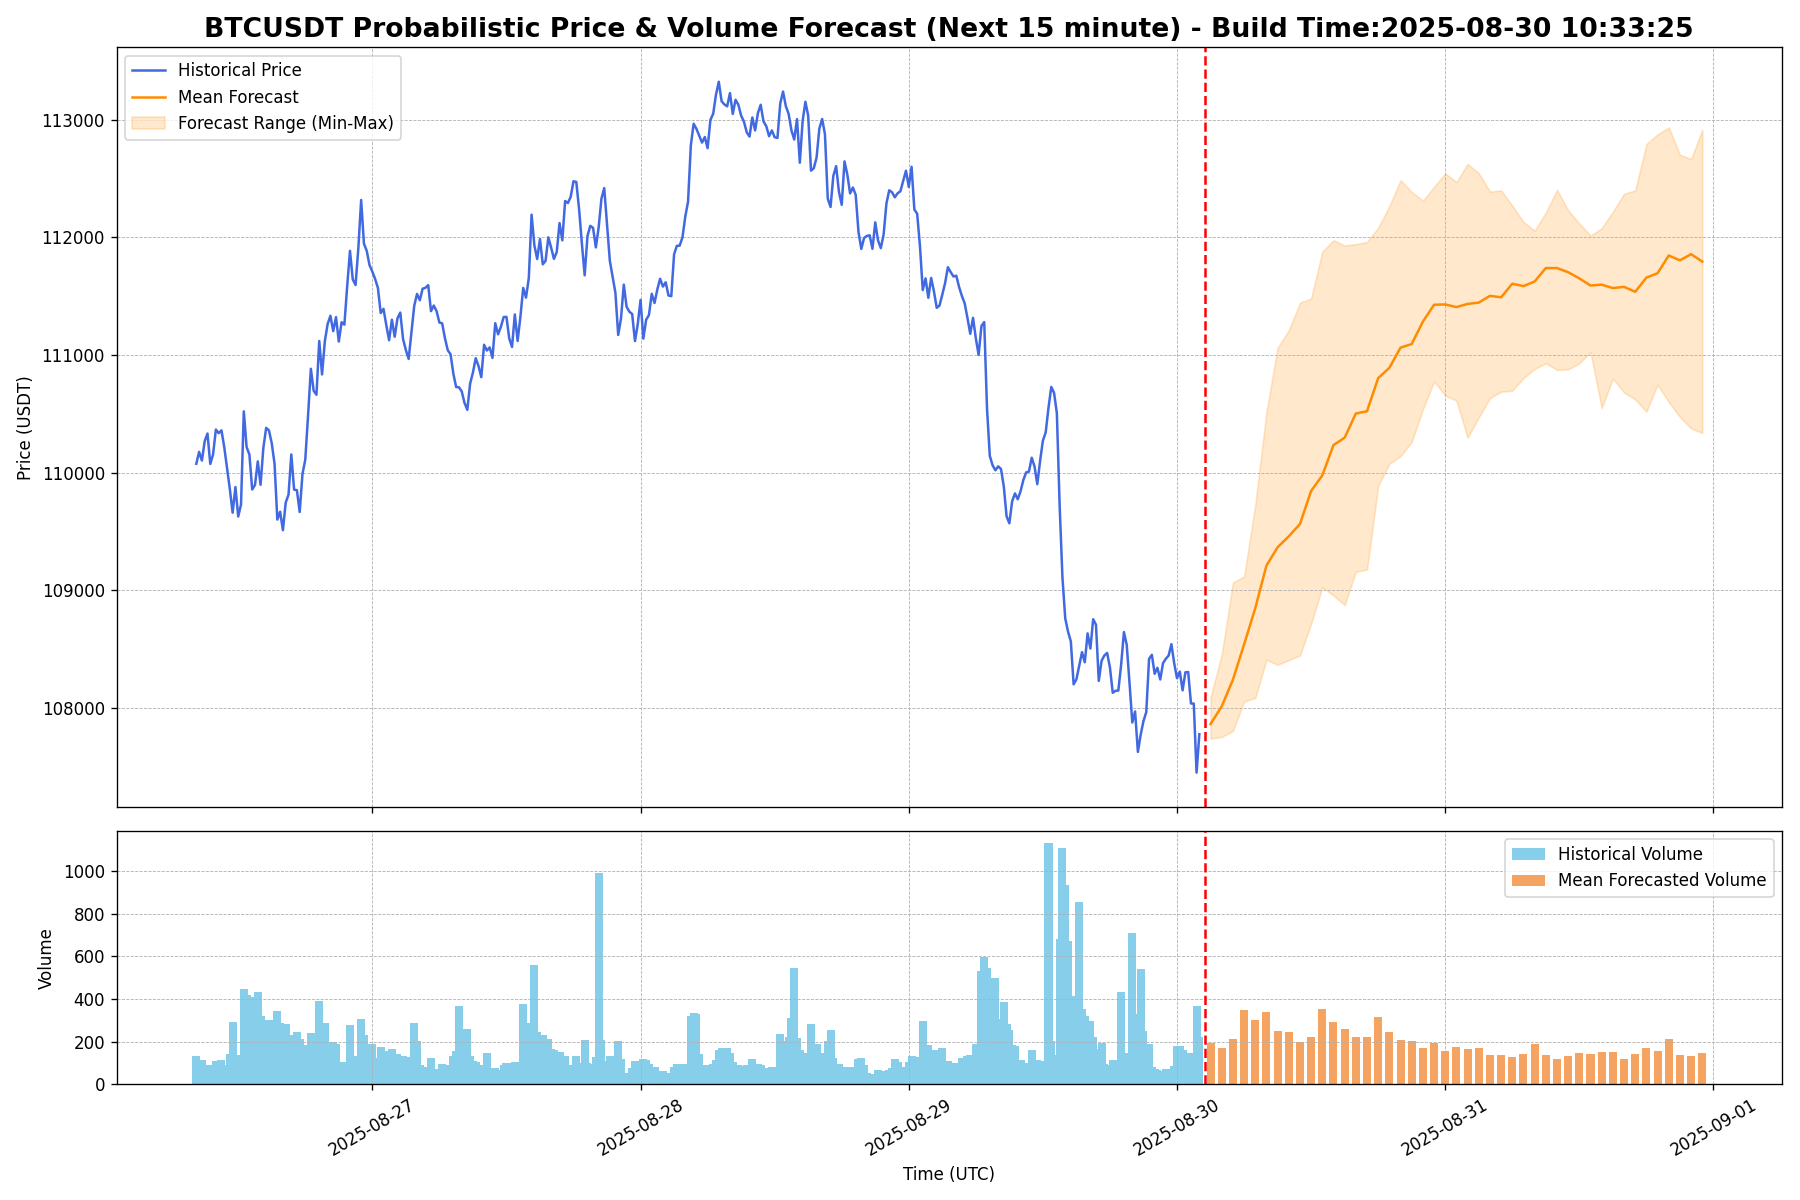 BTCUSDT Probabilistic Price & Volume Forecast (Next 15 minute) - Build Time:2025-08-30 10:33:25
Historical Price
Mean Forecast
Forecast Range (Min-Max)
Price (USDT)
113000
112000
111000
110000
109000
108000
Historical Volume
Mean Forecasted Volume
Volume
1000
800
600
400
200
0
2025-08-27
2025-08-28
2025-08-29
2025-08-30
2025-08-31
2025-09-01
Time (UTC)